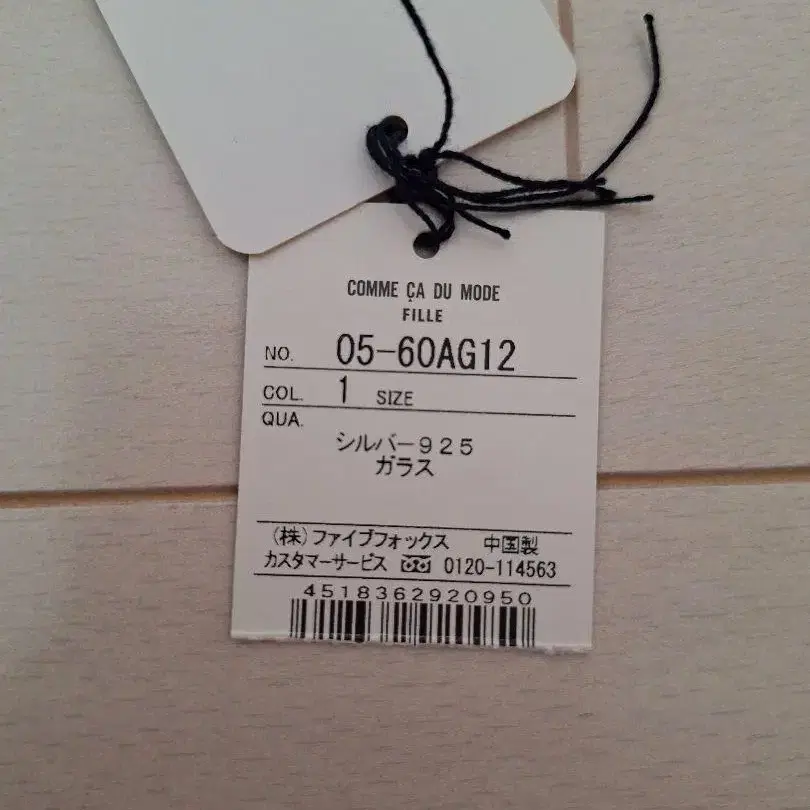 COMME ÇA DU MODE
FILLE
NO. 05-60AG12
COL. 1 SIZE
QUA.
シルバー925
ガラス
(株)ファイブフォックス 中国製
カスタマーサービス 0120-114563
4518362920950